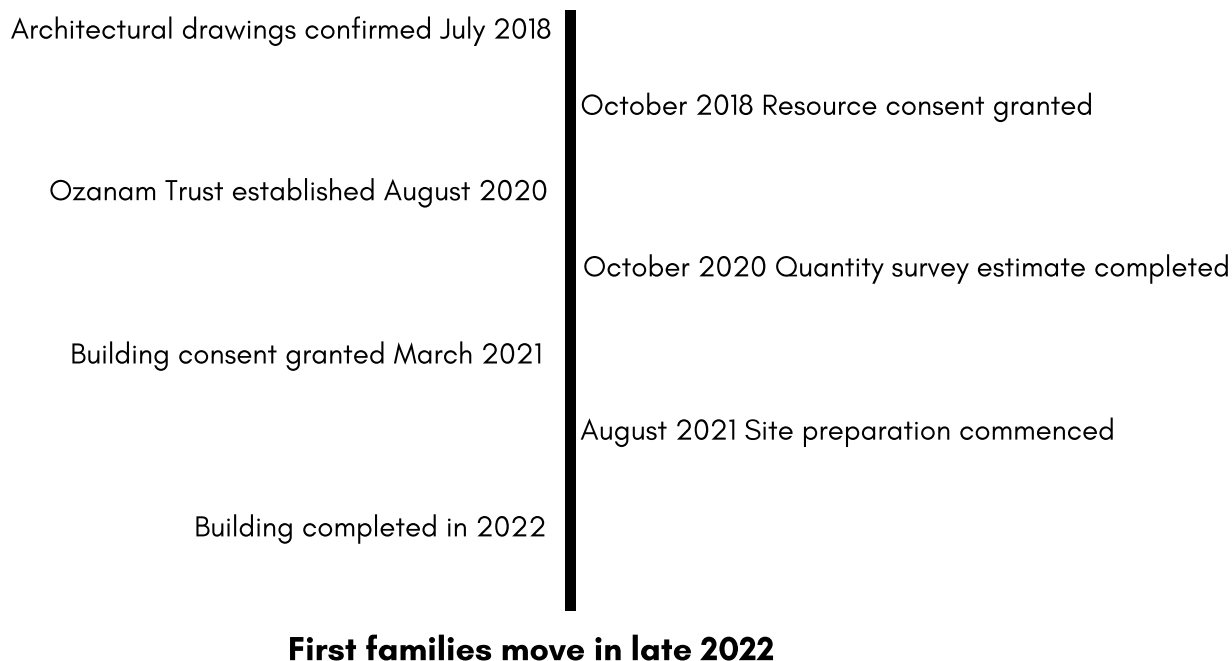 Architectural drawings confirmed July 2018
October 2018 Resource consent granted
Ozanam Trust established August 2020
October 2020 Quantity survey estimate completed
Building consent granted March 2021
August 2021 Site preparation commenced
Building completed in 2022
First families move in late 2022